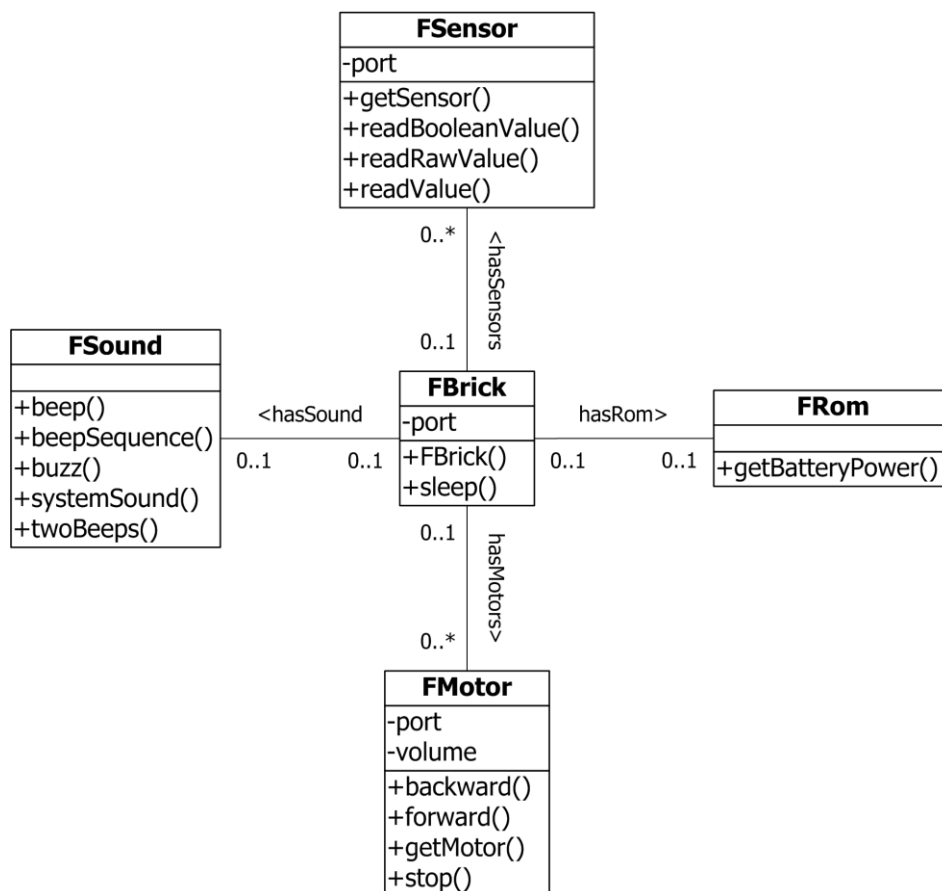 FSensor
-port
+getSensor()
+readBooleanValue()
+readRawValue()
+readValue()
0..*
<hasSensors
0..1
FSound
+beep()
+beepSequence()
+buzz()
+systemSound()
+twoBeeps()
<hasSound
0..1
0..1
FBrick
-port
+FBrick()
+sleep()
hasRom>
0..1
0..1
FRom
+getBatteryPower()
0..1
hasMotors>
0..*
FMotor
-port
-volume
+backward()
+forward()
+getMotor()
+stop()